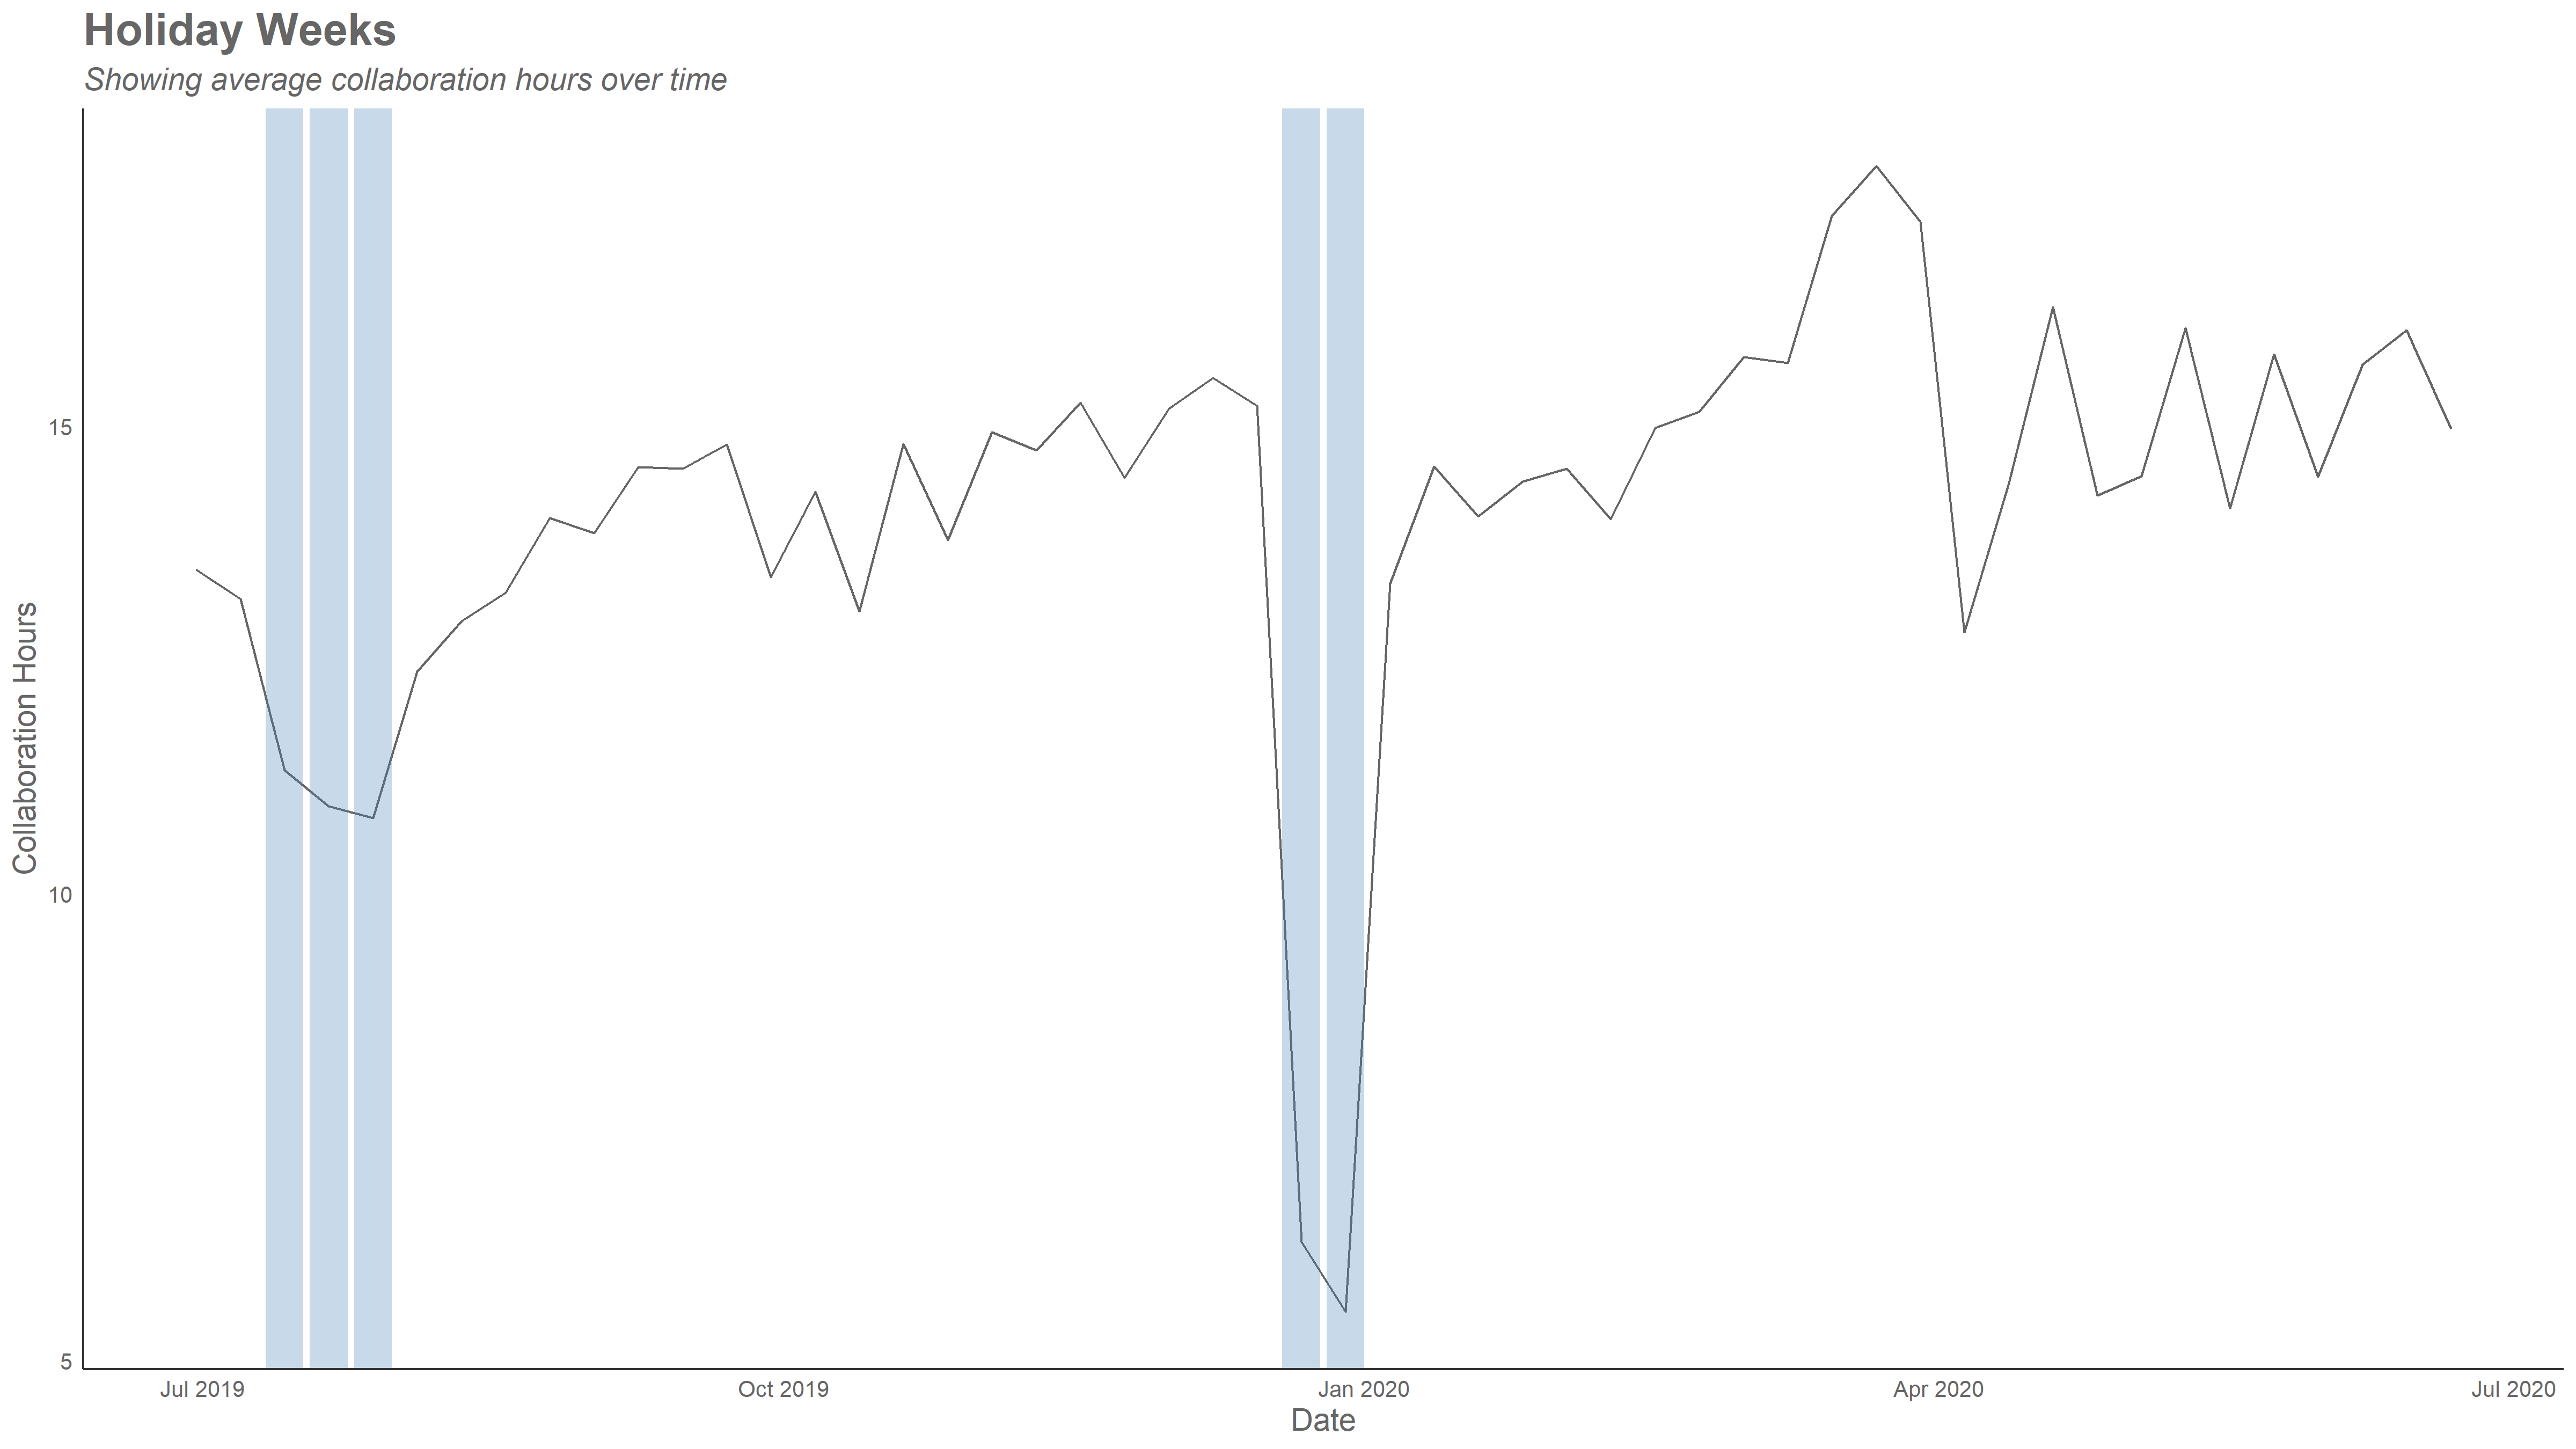 Holiday Weeks
Showing average collaboration hours over time
Collaboration Hours
15
10
5
Jul 2019
Oct 2019
Jan 2020
Apr 2020
Jul 2020
Date